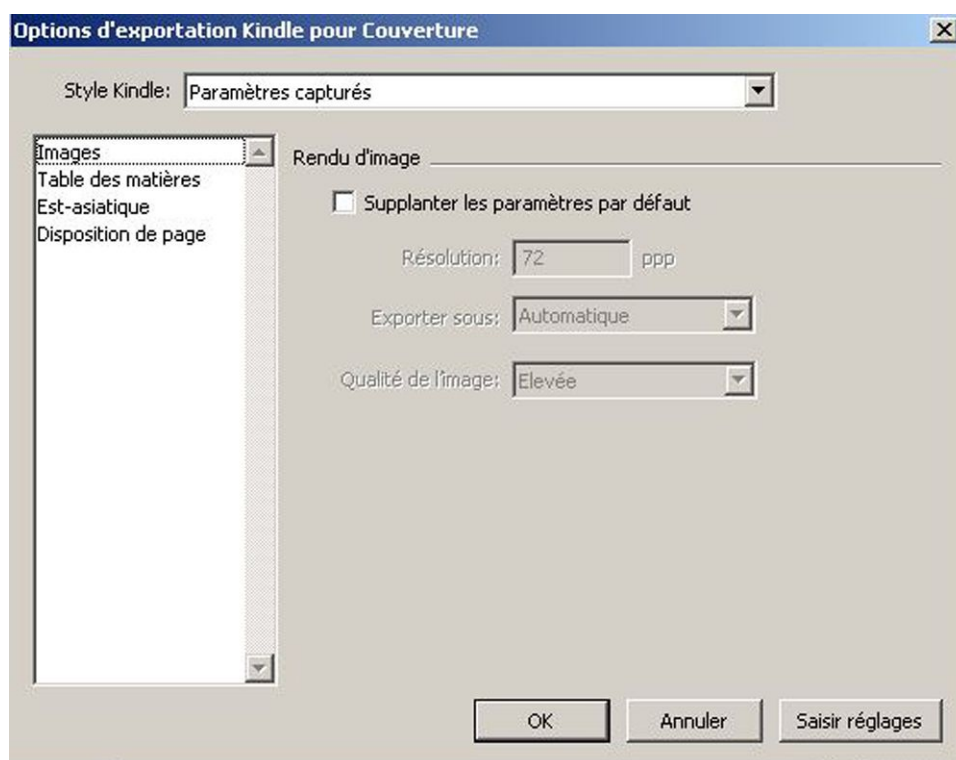 Options d'exportation Kindle pour Couverture
Style Kindle: Paramètres capturés
Images
Table des matières
Est-asiatique
Disposition de page
Rendu d'image
Supplanter les paramètres par défaut
Résolution: 72 ppp
Exporter sous: Automatique
Qualité de l'image: Elevée
OK Annuler Saisir réglages